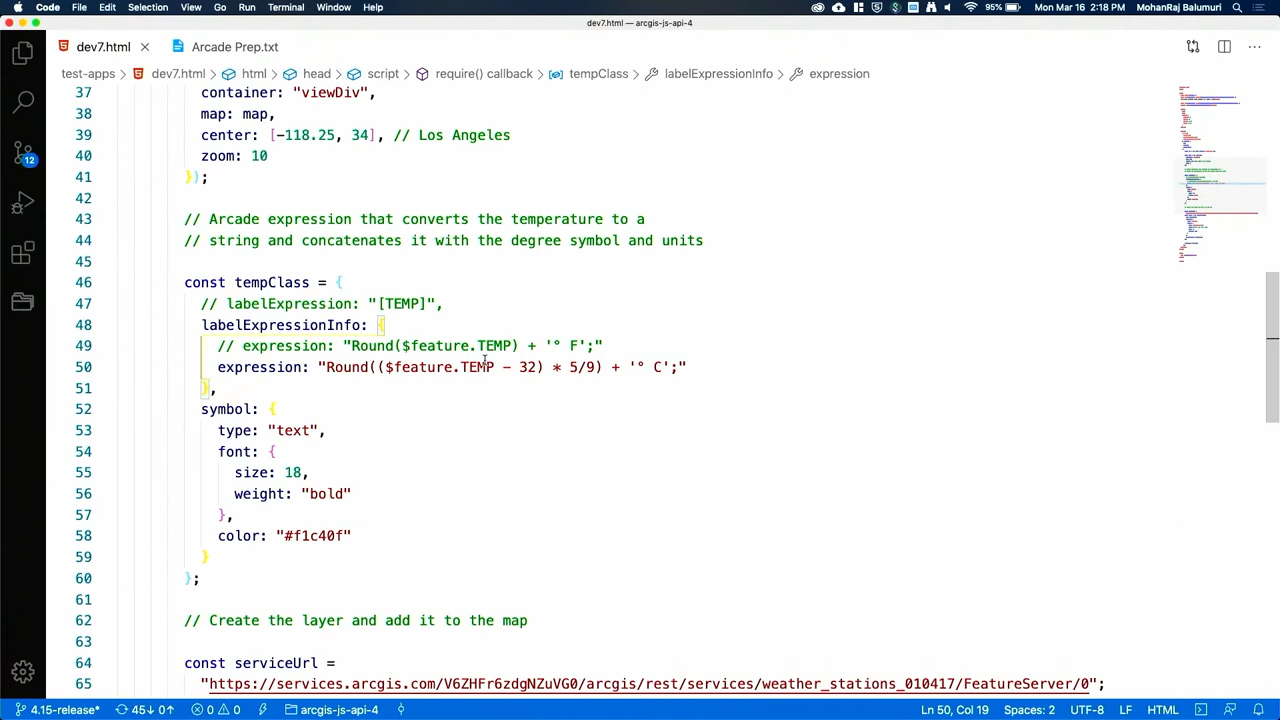 Code File Edit Selection View Go Run Terminal Window Help 95% Mon Mar 16 2:18 PM MohanRaj Balumuri
dev7.html — arcgis-js-api-4
dev7.html Arcade Prep.txt
test-apps dev7.html html head script require() callback tempClass labelExpressionInfo expression
37 container: "viewDiv",
38 map: map,
39 center: [-118.25, 34], // Los Angeles
40 zoom: 10
41 });
42
43 // Arcade expression that converts the temperature to a
44 // string and concatenates it with the degree symbol and units
45
46 const tempClass = {
47 // labelExpression: "[TEMP]",
48 labelExpressionInfo: {
49 // expression: "Round($feature.TEMP) + '° F';"
50 expression: "Round(($feature.TEMP - 32) * 5/9) + '° C';"
51 },
52 symbol: {
53 type: "text",
54 font: {
55 size: 18,
56 weight: "bold"
57 },
58 color: "#f1c40f"
59 }
60 };
61
62 // Create the layer and add it to the map
63
64 const serviceUrl =
65 "https://services.arcgis.com/V6ZHFr6zdgNZuVG0/arcgis/rest/services/weather_stations_010417/FeatureServer/0";
12
4.15-release* 45↓ 0↑ 0 0 arcgis-js-api-4 Ln 50, Col 19 Spaces: 2 UTF-8 LF HTML